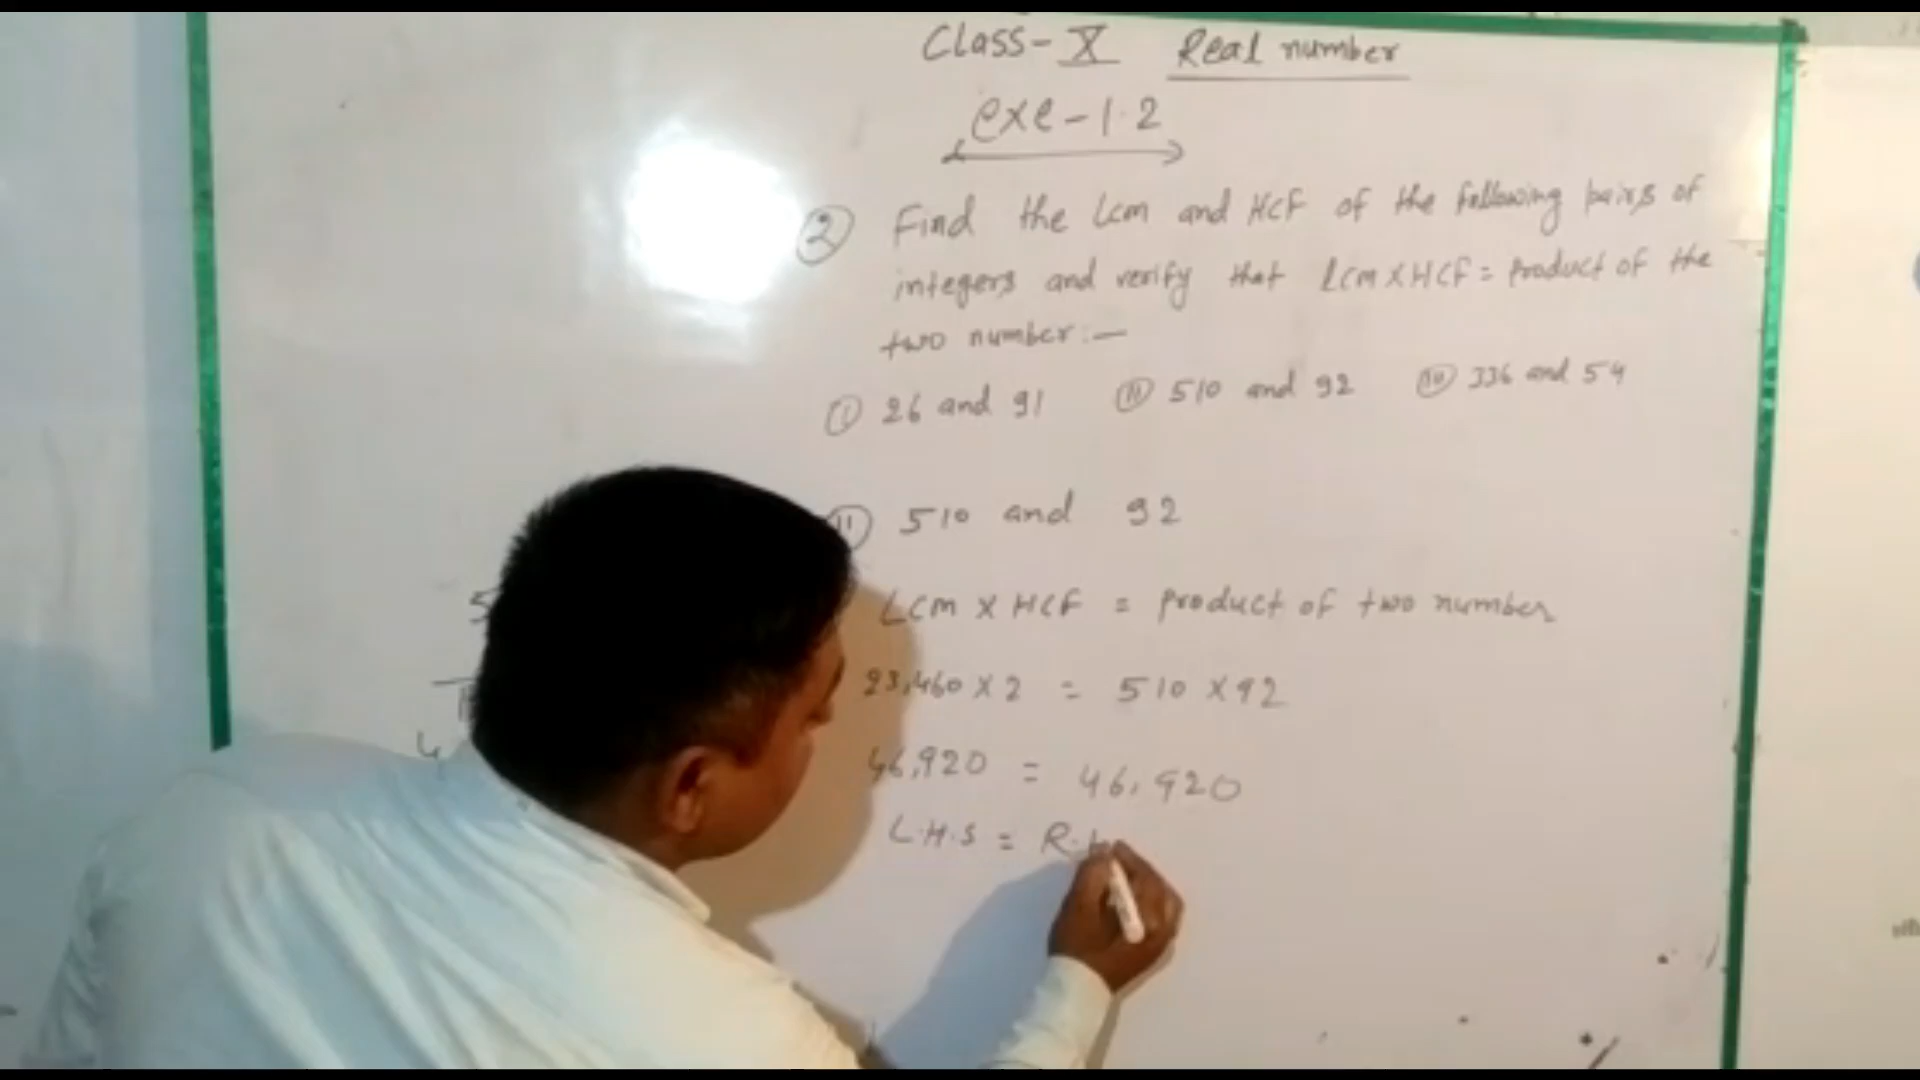 Class-X Real number
exe-1.2
② Find the Lcm and HCF of the following pairs of
integers and verify that LCM X HCF = Product of the
two number:—
① 26 and 91 ⑪ 510 and 92 336 and 54
⑪ 510 and 92
LCM X HCF = product of two number
23,460 X 2 = 510 X 92
46,920 = 46,920
L.H.S = R.H
5
4